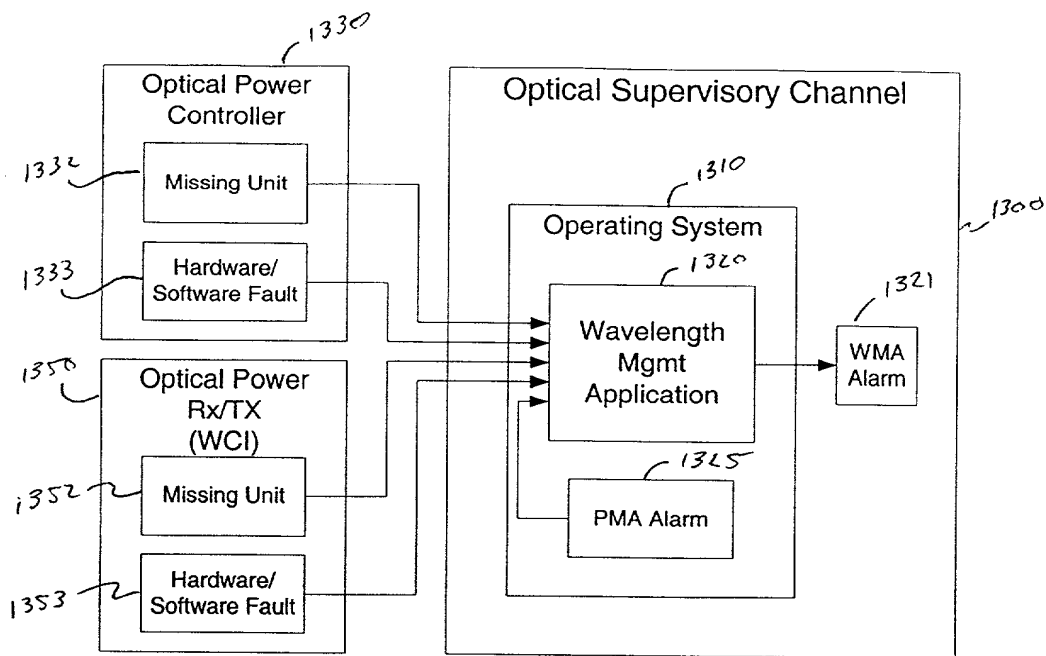 1330
Optical Power
Controller
1332
Missing Unit
1333
Hardware/
Software Fault
1350
Optical Power
Rx/TX
(WCI)
1352
Missing Unit
1353
Hardware/
Software Fault
Optical Supervisory Channel
1300
1310
Operating System
1320
Wavelength
Mgmt
Application
1325
PMA Alarm
1321
WMA
Alarm